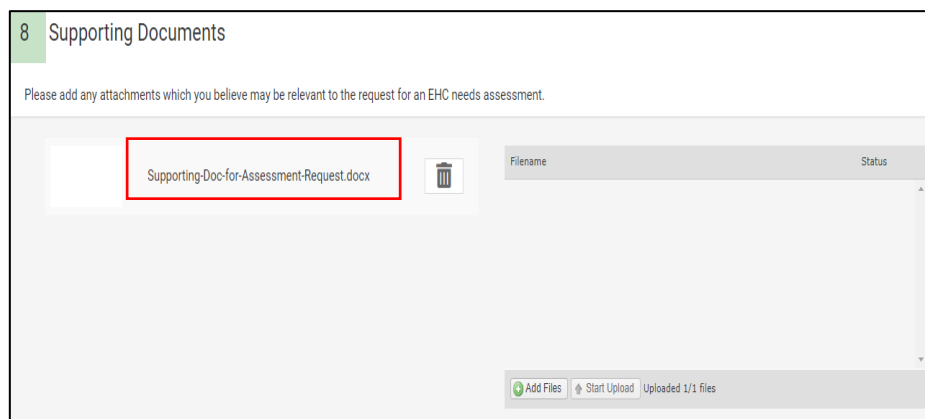 8 Supporting Documents
Please add any attachments which you believe may be relevant to the request for an EHC needs assessment.
Supporting-Doc-for-Assessment-Request.docx
Filename Status
Add Files Start Upload Uploaded 1/1 files